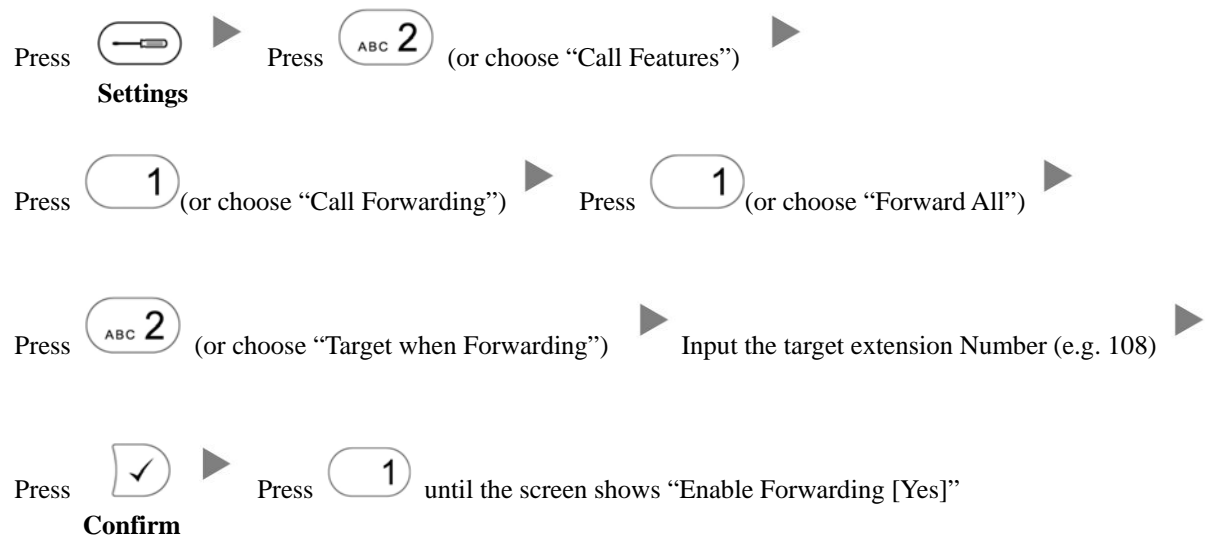 Press Press ABC 2 (or choose “Call Features”)
Settings
Press 1 (or choose “Call Forwarding”) Press 1 (or choose “Forward All”)
Press ABC 2 (or choose “Target when Forwarding”) Input the target extension Number (e.g. 108)
Press Press 1 until the screen shows “Enable Forwarding [Yes]”
Confirm